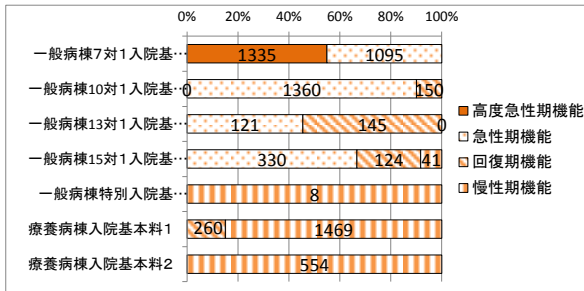 0% 20% 40% 60% 80% 100%
一般病棟7対1入院基… 1335 1095
一般病棟10対1入院基… 0 1360 150
一般病棟13対1入院基… 121 145 0
一般病棟15対1入院基… 330 124 41
一般病棟特別入院基… 8
療養病棟入院基本料1 260 1469
療養病棟入院基本料2 554
高度急性期機能
急性期機能
回復期機能
慢性期機能